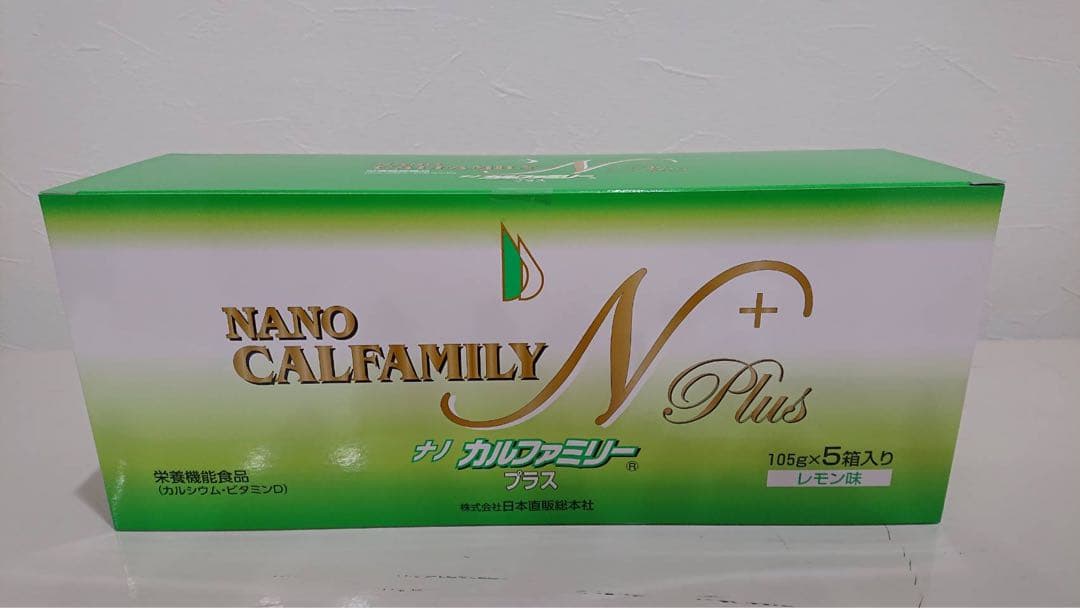 Plus
NANO
CALFAMILY
N +
Plus
ナノ カルファミリー®
プラス
105g×5箱入り
レモン味
栄養機能食品
(カルシウム・ビタミンD)
株式会社日本直販総本社